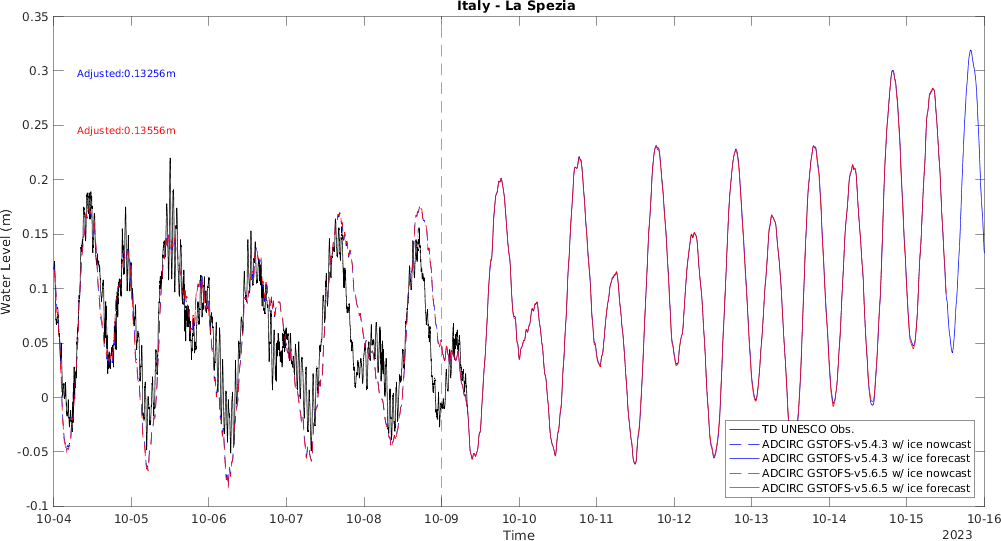 Italy - La Spezia
0.35
0.3
0.25
0.2
0.15
0.1
0.05
0
-0.05
-0.1
Water Level (m)
Adjusted:0.13256m
Adjusted:0.13556m
TD UNESCO Obs.
ADCIRC GSTOFS-v5.4.3 w/ ice nowcast
ADCIRC GSTOFS-v5.4.3 w/ ice forecast
ADCIRC GSTOFS-v5.6.5 w/ ice nowcast
ADCIRC GSTOFS-v5.6.5 w/ ice forecast
10-04 10-05 10-06 10-07 10-08 10-09 10-10 10-11 10-12 10-13 10-14 10-15 10-16
Time
2023